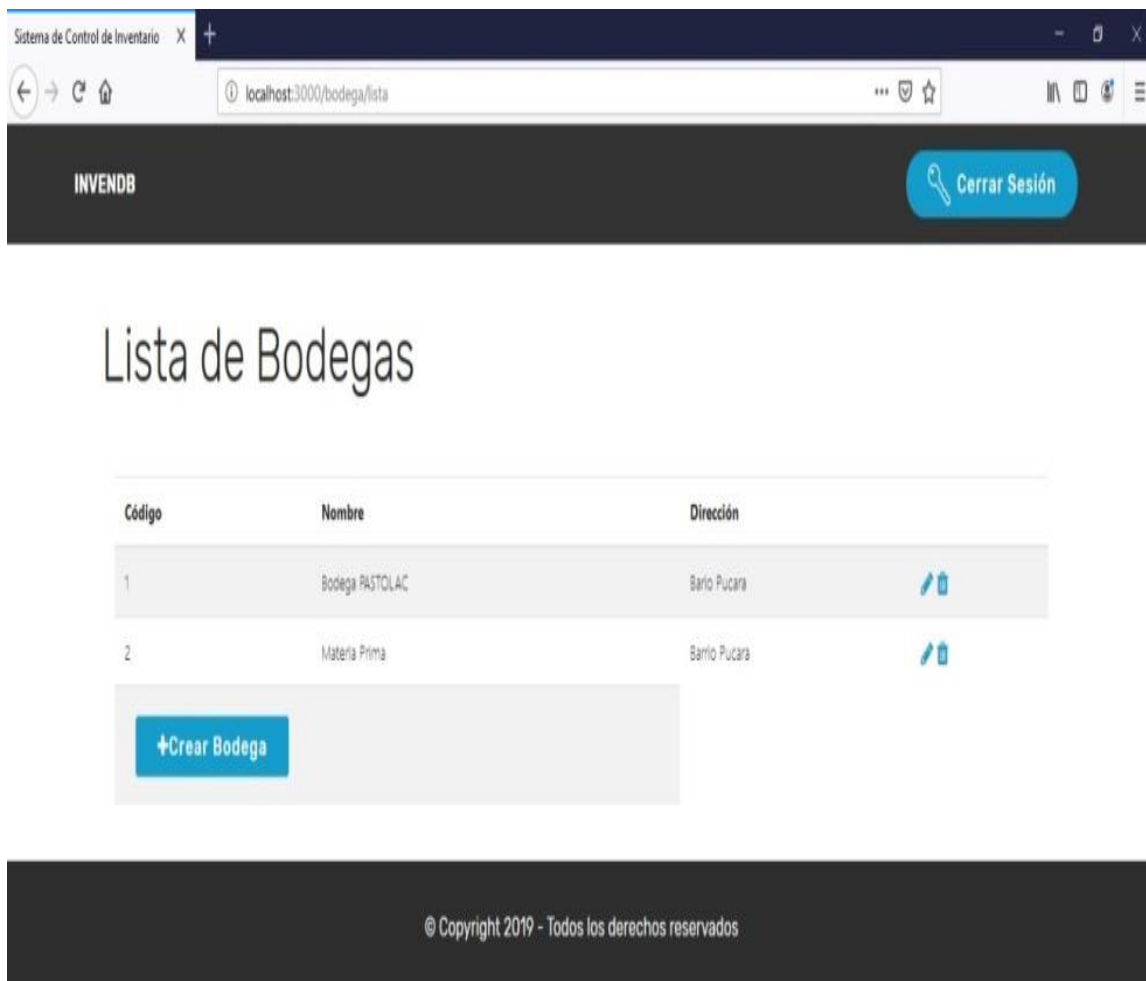 Sistema de Control de Inventario
localhost:3000/bodega/lista
INVENDB
Cerrar Sesión
Lista de Bodegas
Código Nombre Dirección
1 Bodega PASTOLAC Bario Pucara
2 Materia Prima Barrio Pucara
+Crear Bodega
© Copyright 2019 - Todos los derechos reservados